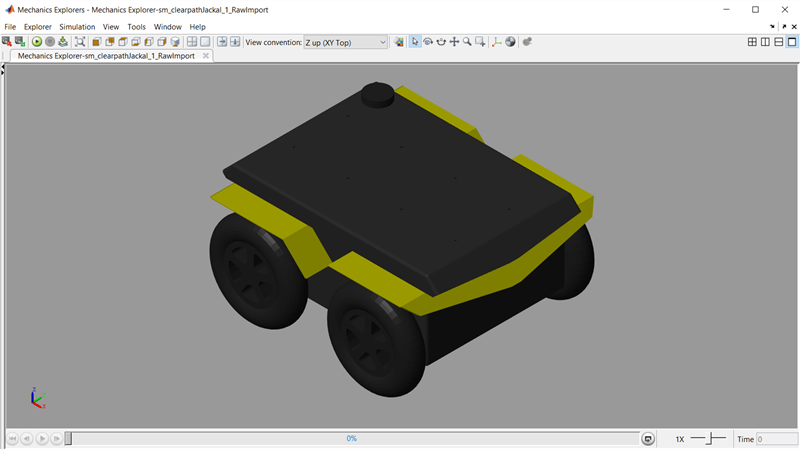 Mechanics Explorers - Mechanics Explorer-sm_clearpathJackal_1_RawImport
File Explorer Simulation View Tools Window Help
View convention: Z up (XY Top)
Mechanics Explorer-sm_clearpathJackal_1_RawImport
Z
Y
X
0%
1X
Time 0